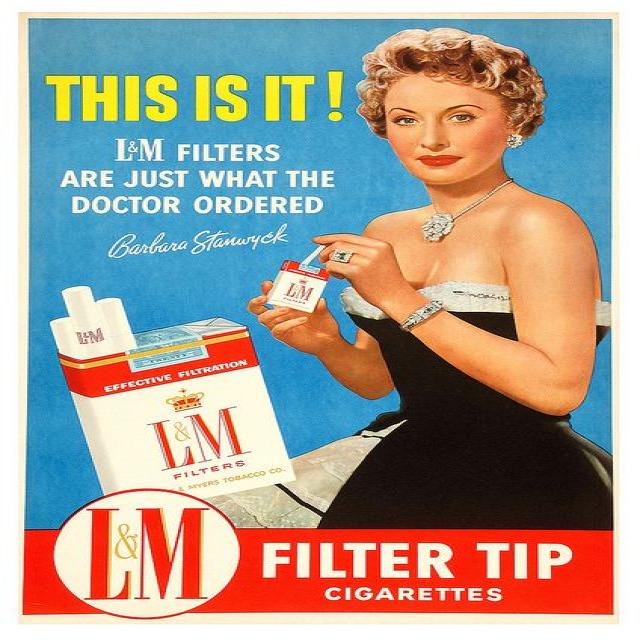 THIS IS IT!
L&M FILTERS
ARE JUST WHAT THE
DOCTOR ORDERED
Barbara Stanwyck
L&M
FILTERS
L&M
EFFECTIVE FILTRATION
L&M
FILTERS
& MYERS TOBACCO CO.
L&M
FILTER TIP
CIGARETTES